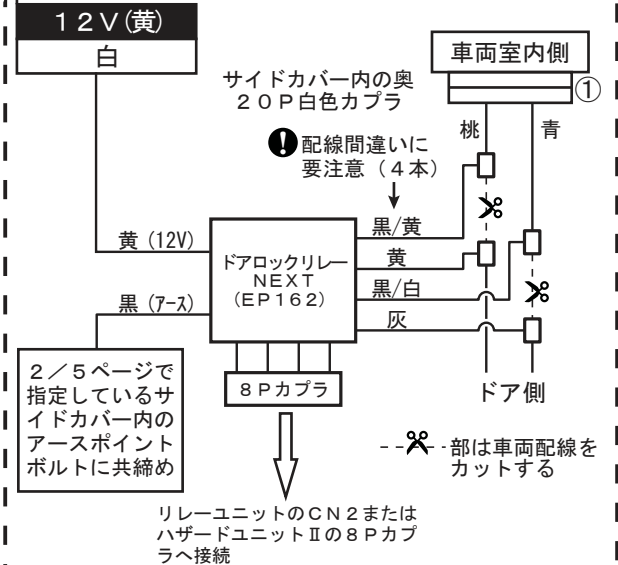 １２Ｖ(黄)
白
サイドカバー内の奥
２０Ｐ白色カプラ
車両室内側
①
桃
青
!配線間違いに
要注意（４本）
黒/黄
黄
黒/白
灰
黄 (12V)
黒 (ｱｰｽ)
ドアロックリレー
ＮＥＸＴ
(ＥＰ１６２)
８Ｐカプラ
ドア側
２／５ページで
指定しているサ
イドカバー内の
アースポイント
ボルトに共締め
部は車両配線を
カットする
リレーユニットのＣＮ２または
ハザードユニットⅡの８Ｐカプ
ラへ接続